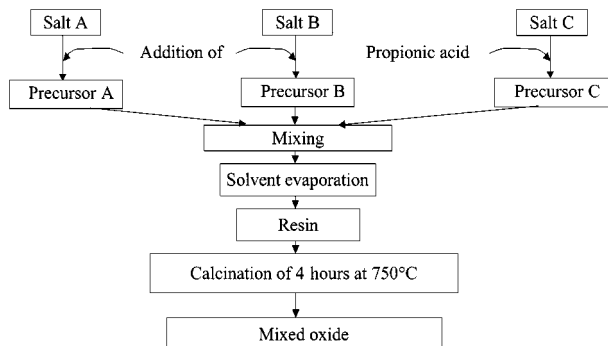 Salt A
Salt B
Salt C
Addition of
Propionic acid
Precursor A
Precursor B
Precursor C
Mixing
Solvent evaporation
Resin
Calcination of 4 hours at 750°C
Mixed oxide